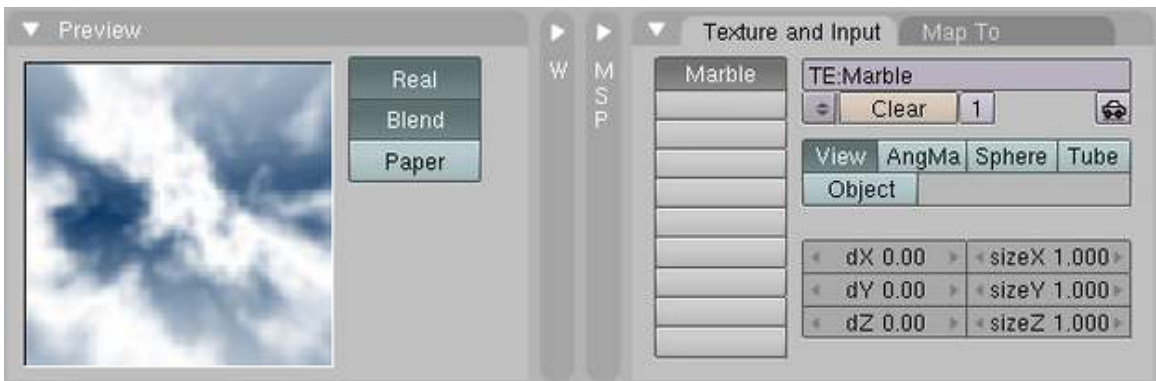 Preview
Real
Blend
Paper
W
M
S
P
Texture and Input Map To
Marble
TE:Marble
Clear 1
View AngMa Sphere Tube
Object
dX 0.00 sizeX 1.000
dY 0.00 sizeY 1.000
dZ 0.00 sizeZ 1.000